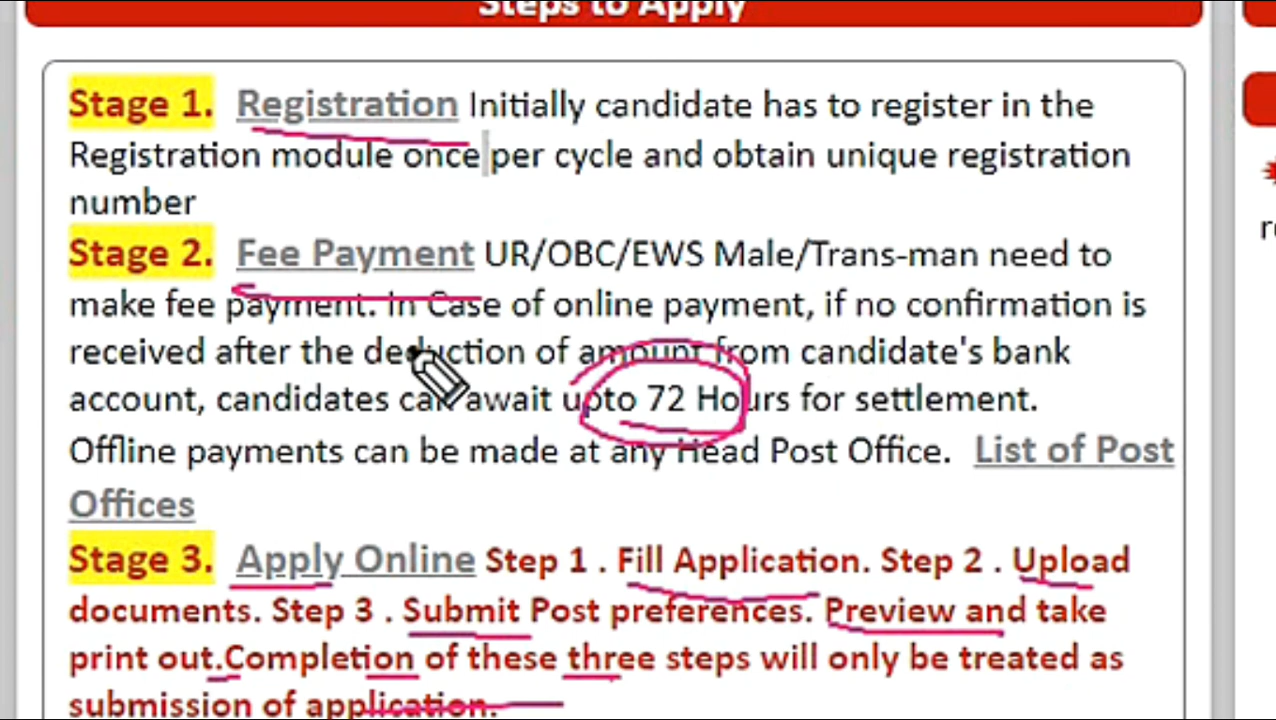 Steps to Apply
Stage 1. Registration Initially candidate has to register in the
Registration module once per cycle and obtain unique registration
number
Stage 2. Fee Payment UR/OBC/EWS Male/Trans-man need to
make fee payment. In Case of online payment, if no confirmation is
received after the deduction of amount from candidate's bank
account, candidates can await upto 72 Hours for settlement.
Offline payments can be made at any Head Post Office. List of Post
Offices
Stage 3. Apply Online Step 1 . Fill Application. Step 2 . Upload
documents. Step 3 . Submit Post preferences. Preview and take
print out.Completion of these three steps will only be treated as
submission of application.